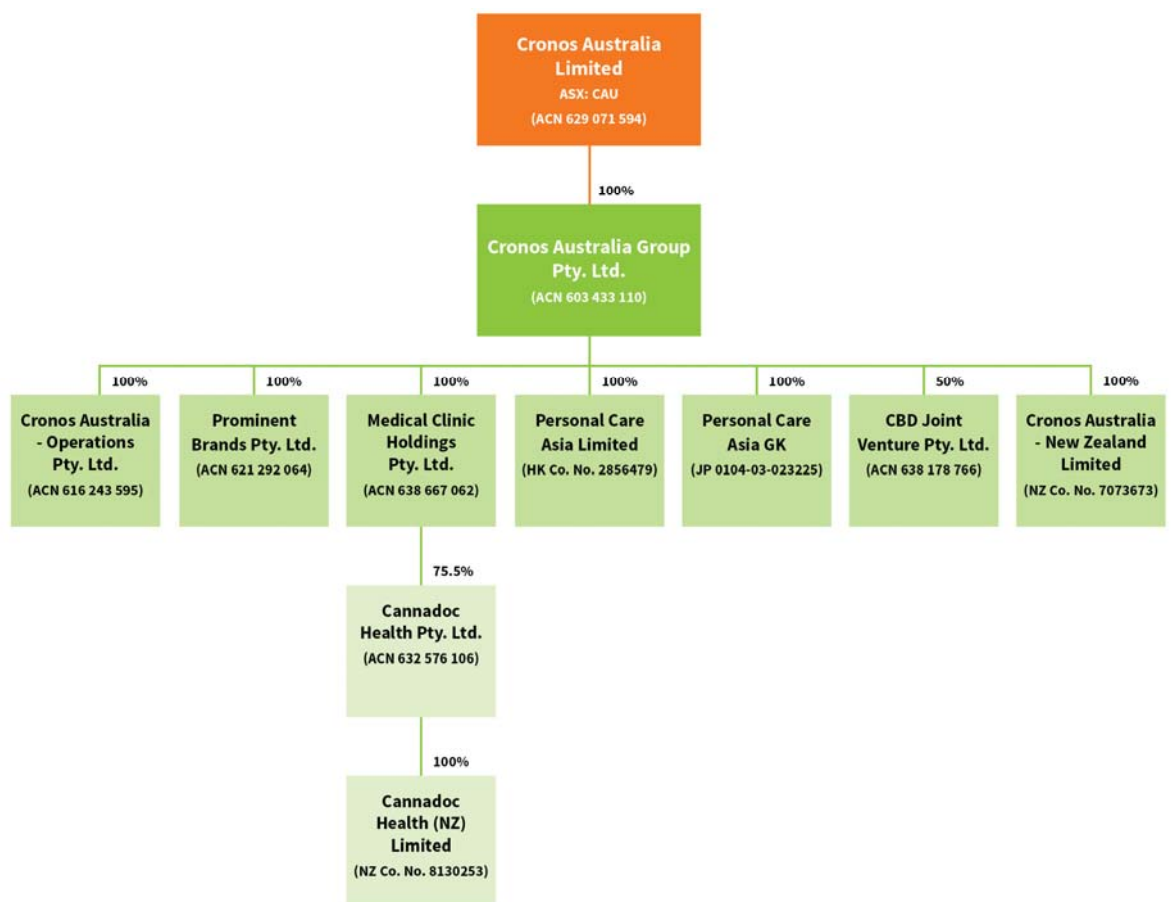 Cronos Australia
Limited
ASX: CAU
(ACN 629 071 594)
100%
Cronos Australia Group
Pty. Ltd.
(ACN 603 433 110)
100%
Cronos Australia
- Operations
Pty. Ltd.
(ACN 616 243 595)
100%
Prominent
Brands Pty. Ltd.
(ACN 621 292 064)
100%
Medical Clinic
Holdings
Pty. Ltd.
(ACN 638 667 062)
100%
Personal Care
Asia Limited
(HK Co. No. 2856479)
100%
Personal Care
Asia GK
(JP 0104-03-023225)
50%
CBD Joint
Venture Pty. Ltd.
(ACN 638 178 766)
100%
Cronos Australia
- New Zealand
Limited
(NZ Co. No. 7073673)
75.5%
Cannadoc
Health Pty. Ltd.
(ACN 632 576 106)
100%
Cannadoc
Health (NZ)
Limited
(NZ Co. No. 8130253)